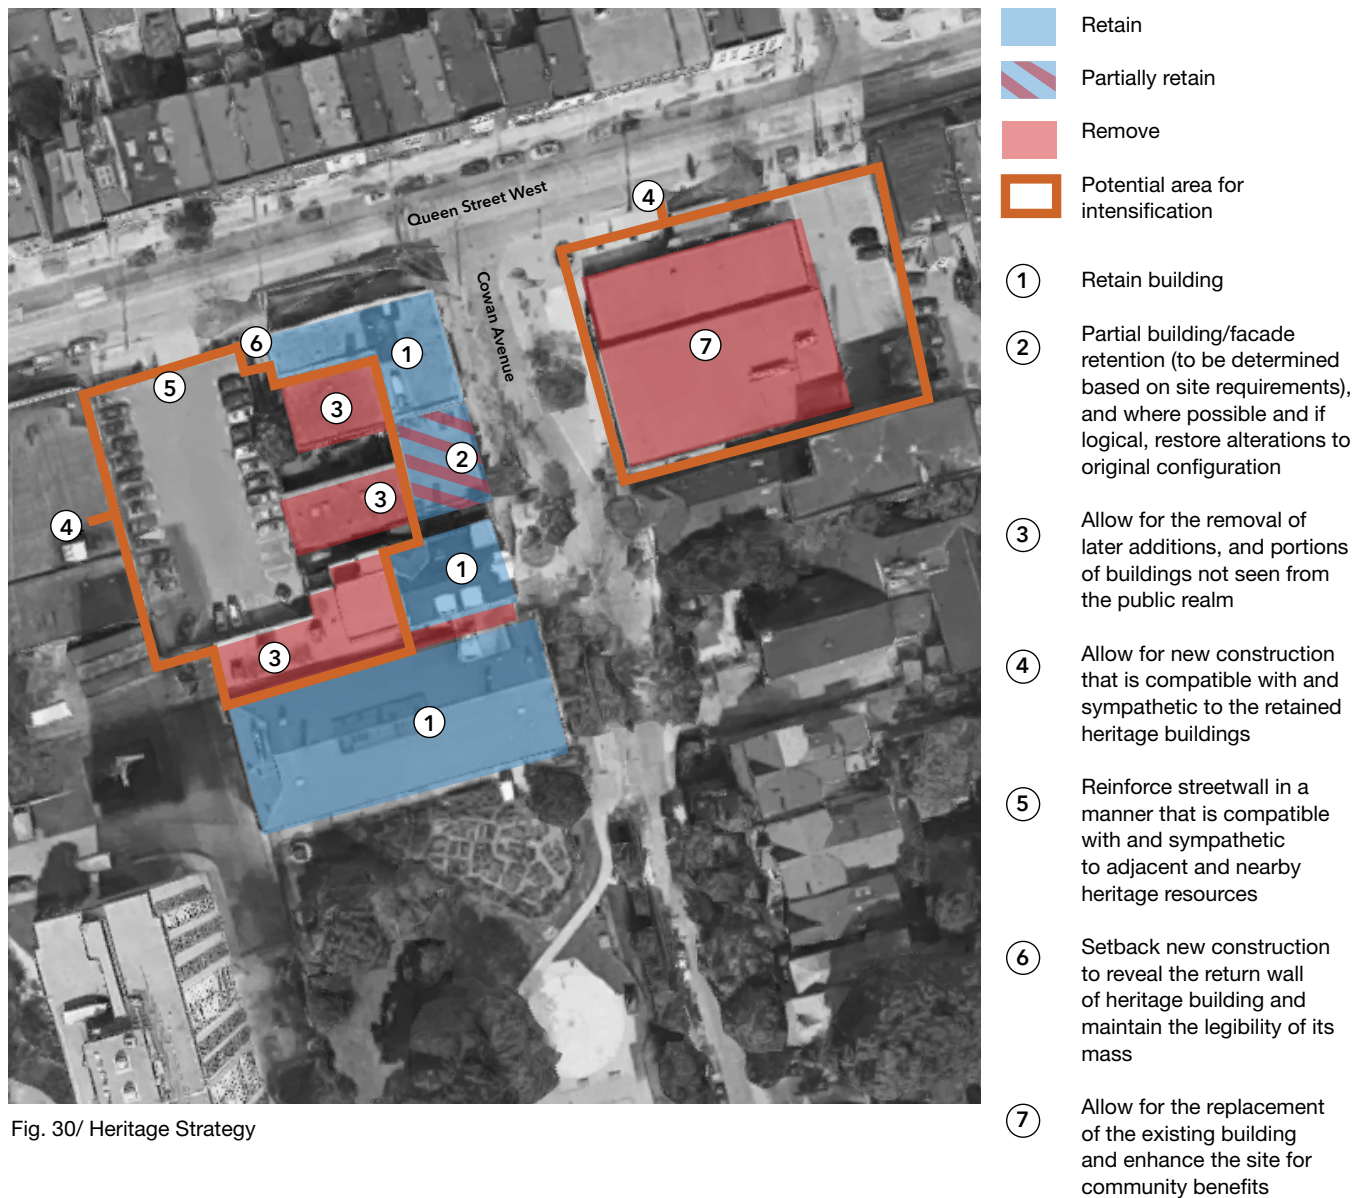 Queen Street West
Cowan Avenue
4
6
1
5
7
3
2
3
4
1
3
1
Retain
Partially retain
Remove
Potential area for
intensification
1
Retain building
2
Partial building/facade
retention (to be determined
based on site requirements),
and where possible and if
logical, restore alterations to
original configuration
3
Allow for the removal of
later additions, and portions
of buildings not seen from
the public realm
4
Allow for new construction
that is compatible with and
sympathetic to the retained
heritage buildings
5
Reinforce streetwall in a
manner that is compatible
with and sympathetic
to adjacent and nearby
heritage resources
6
Setback new construction
to reveal the return wall
of heritage building and
maintain the legibility of its
mass
7
Allow for the replacement
of the existing building
and enhance the site for
community benefits
Fig. 30/ Heritage Strategy